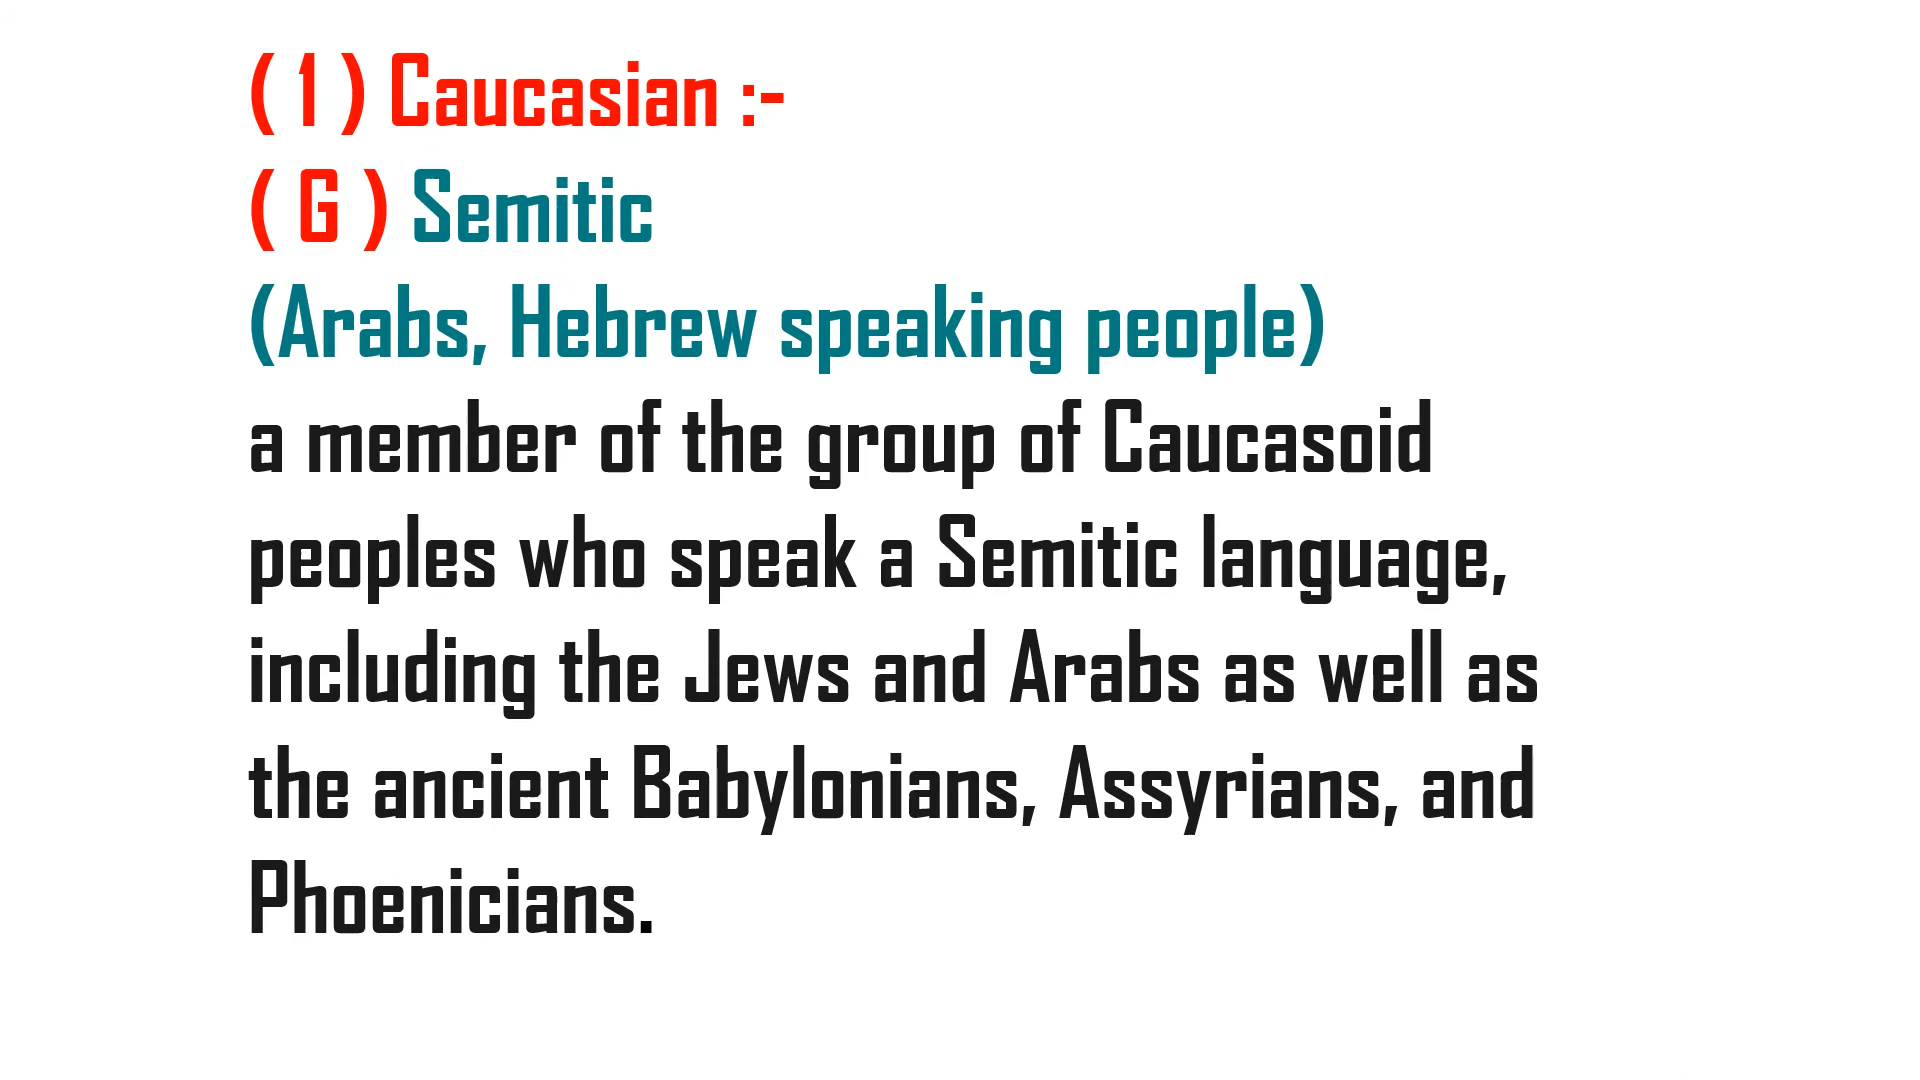 ( 1 ) Caucasian :-
( G ) Semitic
(Arabs, Hebrew speaking people)
a member of the group of Caucasoid
peoples who speak a Semitic language,
including the Jews and Arabs as well as
the ancient Babylonians, Assyrians, and
Phoenicians.